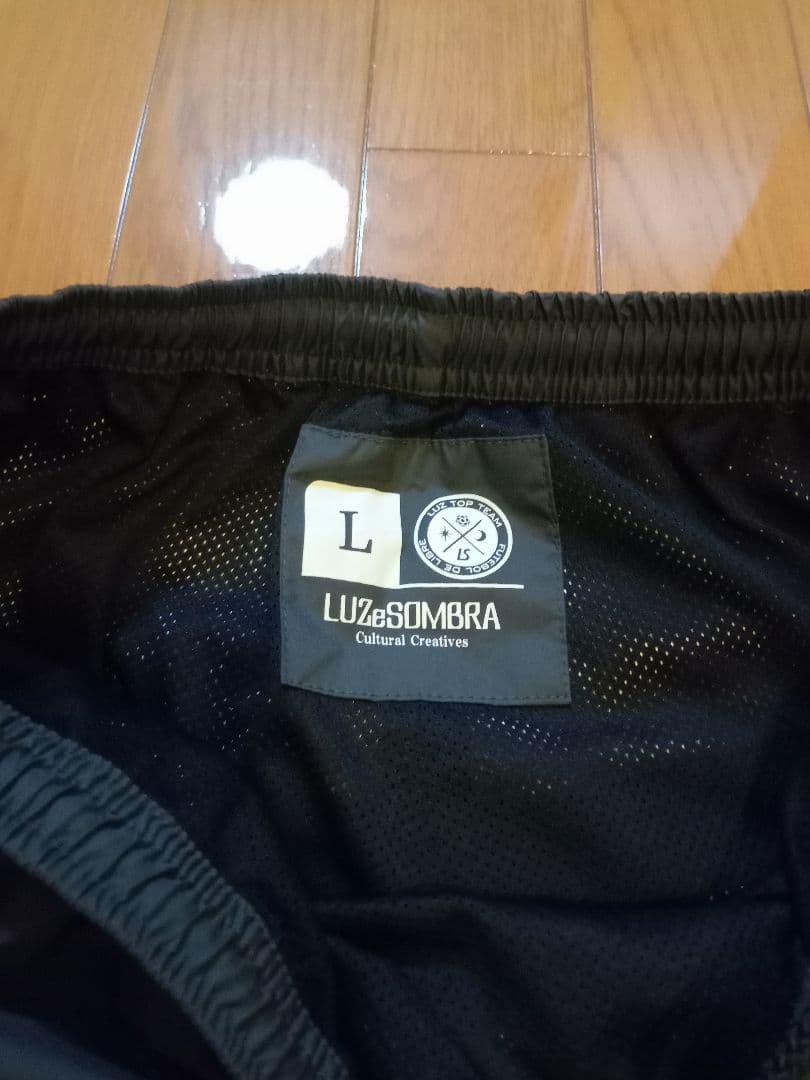 L
LUZ TOP TEAM
FUTEBOL DE LIBRE
LS
LUZeSOMBRA
Cultural Creatives